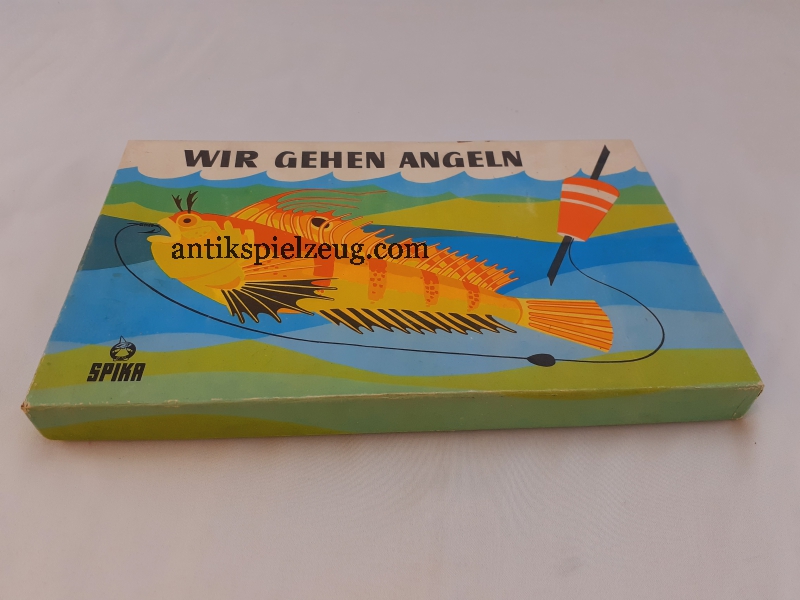 WIR GEHEN ANGELN
antikspielzeug.com
SPIKA